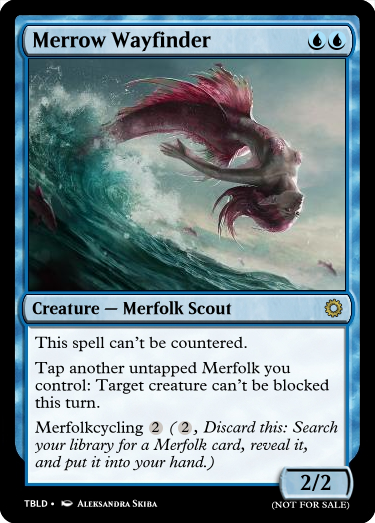 Merrow Wayfinder
Creature — Merfolk Scout
This spell can't be countered.
Tap another untapped Merfolk you
control: Target creature can't be blocked
this turn.
Merfolkcycling 2 (2, Discard this: Search
your library for a Merfolk card, reveal it,
and put it into your hand.)
2/2
TBLD • Aleksandra Skiba
(NOT FOR SALE)